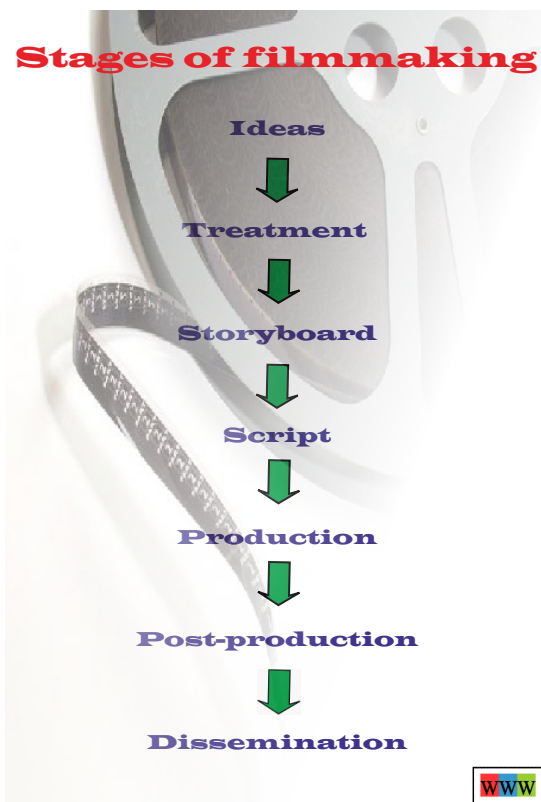 Stages of filmmaking
Ideas
Treatment
Storyboard
Script
Production
Post-production
Dissemination
WWW